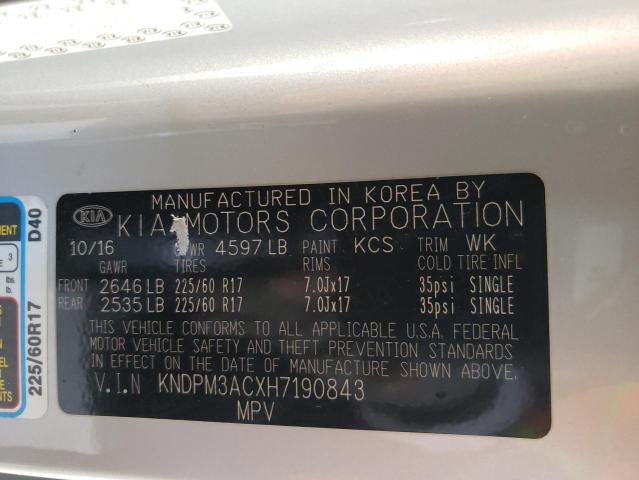 MANUFACTURED IN KOREA BY
KIA KIA MOTORS CORPORATION
10/16 4597 LB PAINT KCS TRIM WK
GAWR TIRES RIMS COLD TIRE INFL
FRONT 2646 LB 225/60 R17 7.0Jx17 35psi SINGLE
REAR 2535 LB 225/60 R17 7.0Jx17 35psi SINGLE
THIS VEHICLE CONFORMS TO ALL APPLICABLE U.S.A. FEDERAL
MOTOR VEHICLE SAFETY AND THEFT PREVENTION STANDARDS
IN EFFECT ON THE DATE OF MANUFACTURE SHOWN ABOVE.
V.I.N KNDPM3ACXH7190843
MPV
225/60R17 D40
3
lbs.